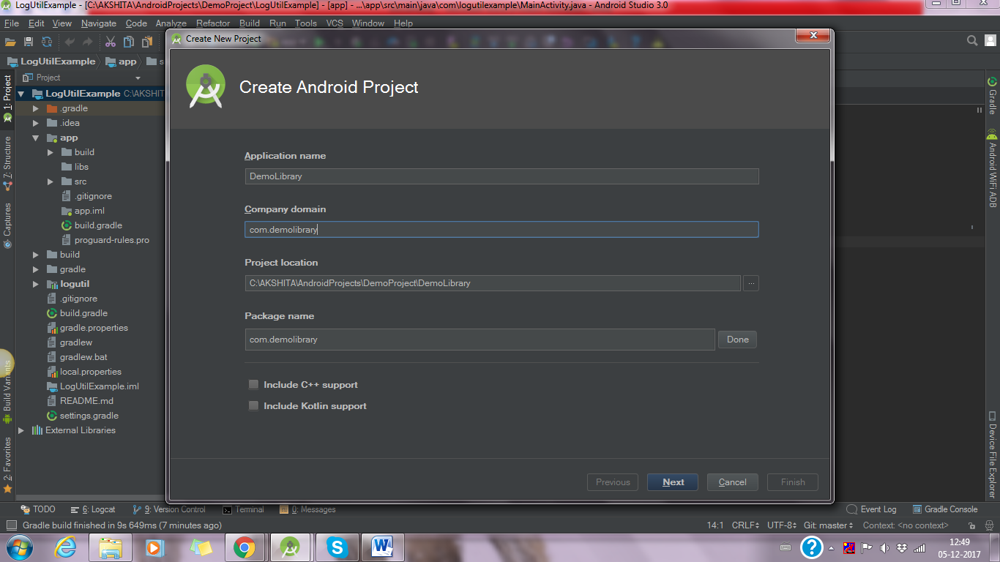 LogUtilExample - [C:\AKSHITA\AndroidProjects\DemoProject\LogUtilExample] - [app] - ...\app\src\main\java\com\logutilexample\MainActivity.java - Android Studio 3.0
File Edit View Navigate Code Analyze Refactor Build Run Tools VCS Window Help
LogUtilExample app s
Project
LogUtilExample C:\AKSHIT
.gradle
.idea
app
build
libs
src
.gitignore
app.iml
build.gradle
proguard-rules.pro
build
gradle
logutil
.gitignore
build.gradle
gradle.properties
gradlew
gradlew.bat
local.properties
LogUtilExample.iml
README.md
settings.gradle
External Libraries
1: Project
7: Structure
Captures
Build Variants
2: Favorites
Create New Project
Create Android Project
Application name
DemoLibrary
Company domain
com.demolibrary
Project location
C:\AKSHITA\AndroidProjects\DemoProject\DemoLibrary
...
Package name
com.demolibrary
Done
Include C++ support
Include Kotlin support
Previous Next Cancel Finish
Gradle
Android WiFi ADB
Device File Explorer
TODO 6: Logcat 9: Version Control Terminal 0: Messages Event Log Gradle Console
Gradle build finished in 9s 649ms (7 minutes ago) 14:1 CRLF UTF-8 Git: master Context: <no context>
12:49
05-12-2017